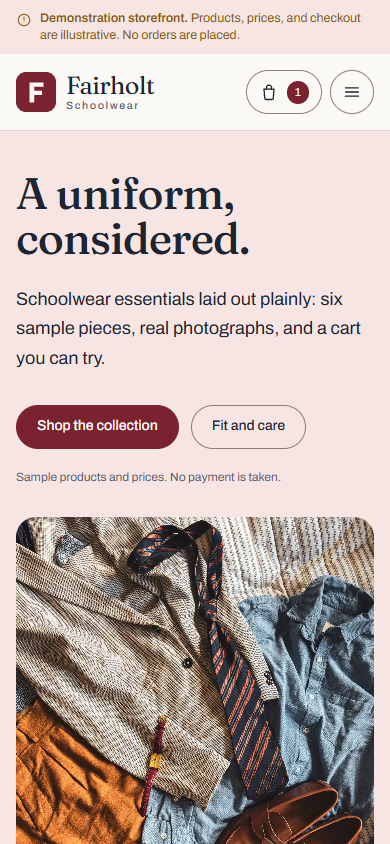 Demonstration storefront. Products, prices, and checkout
are illustrative. No orders are placed.
F
Fairholt
Schoolwear
1
A uniform,
considered.
Schoolwear essentials laid out plainly: six
sample pieces, real photographs, and a cart
you can try.
Shop the collection
Fit and care
Sample products and prices. No payment is taken.